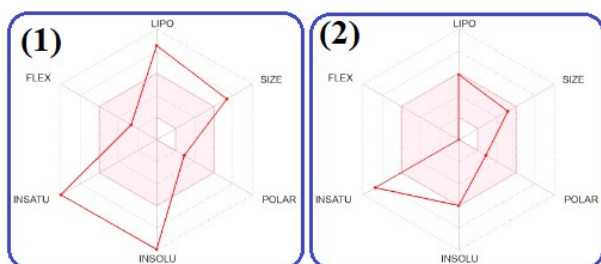 (1)
LIPO
FLEX
SIZE
INSATU
POLAR
INSOLU
(2)
LIPO
FLEX
SIZE
INSATU
POLAR
INSOLU